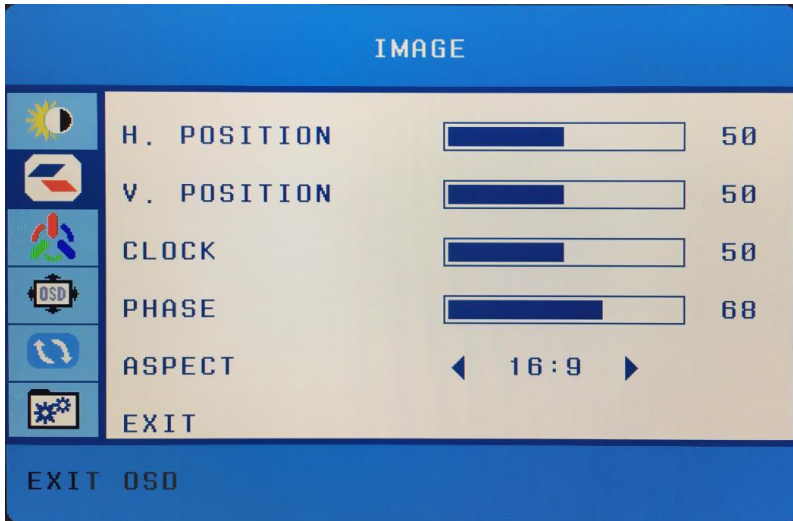 IMAGE
H. POSITION 50
V. POSITION 50
CLOCK 50
PHASE 68
OSD
ASPECT 16:9
EXIT
EXIT OSD